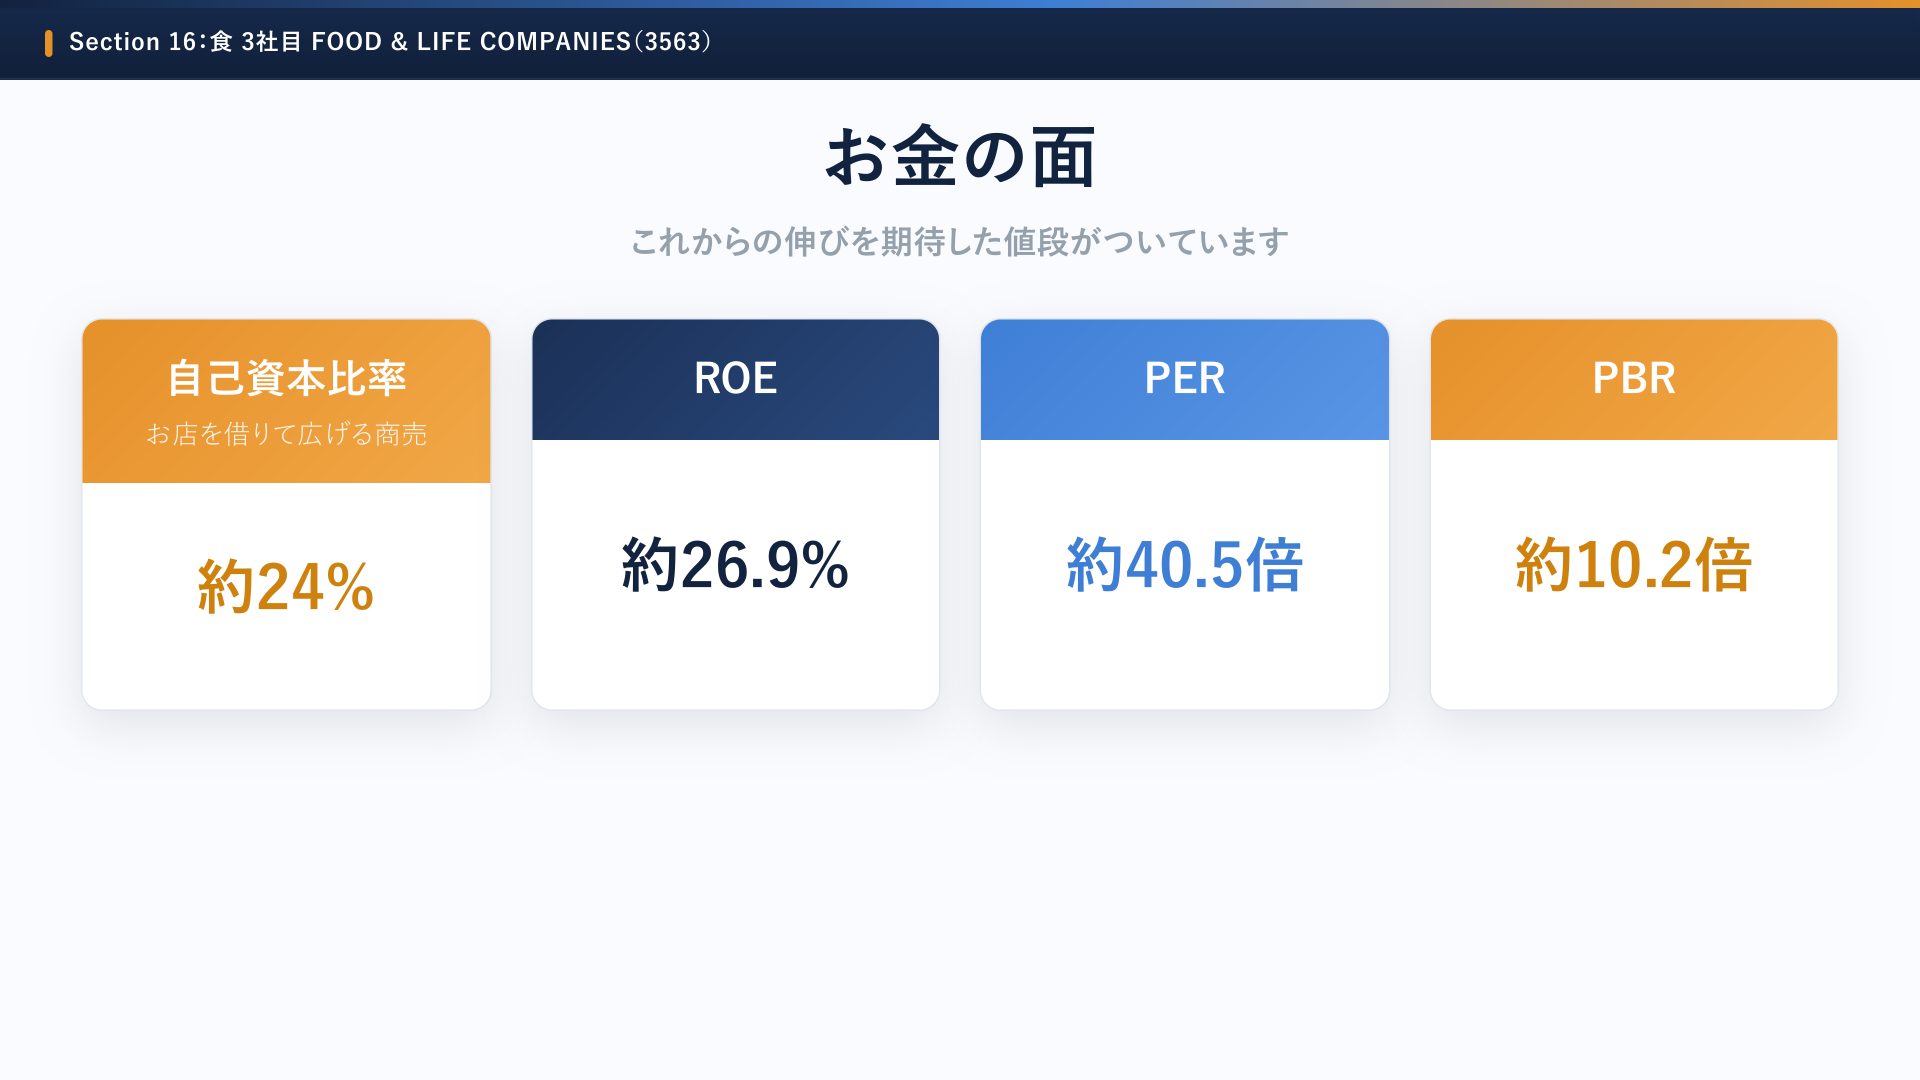 Section 16：食 3社目 FOOD & LIFE COMPANIES（3563）
お金の面
これからの伸びを期待した値段がついています
自己資本比率
お店を借りて広げる商売
約24%
ROE
約26.9%
PER
約40.5倍
PBR
約10.2倍